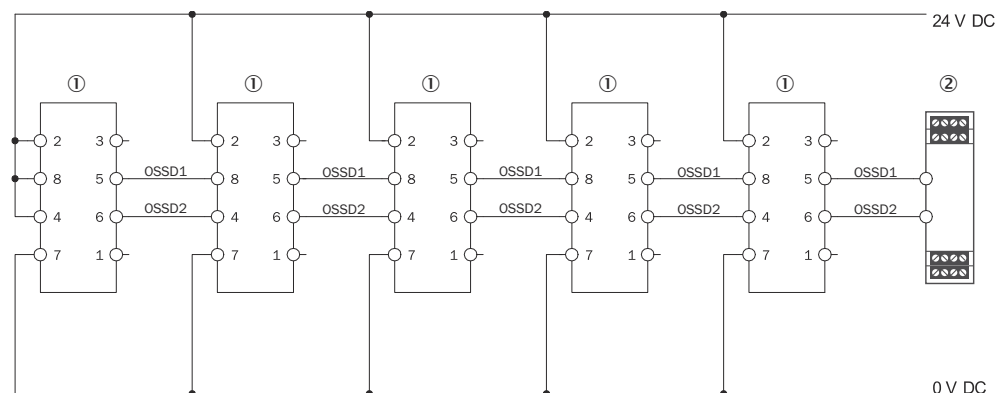 24 V DC
① ① ① ① ① ②
2 3 2 3 2 3 2 3 2 3
8 5 OSSD1 8 5 OSSD1 8 5 OSSD1 8 5 OSSD1 8 5 OSSD1
4 6 OSSD2 4 6 OSSD2 4 6 OSSD2 4 6 OSSD2 4 6 OSSD2
7 1 7 1 7 1 7 1 7 1
0 V DC